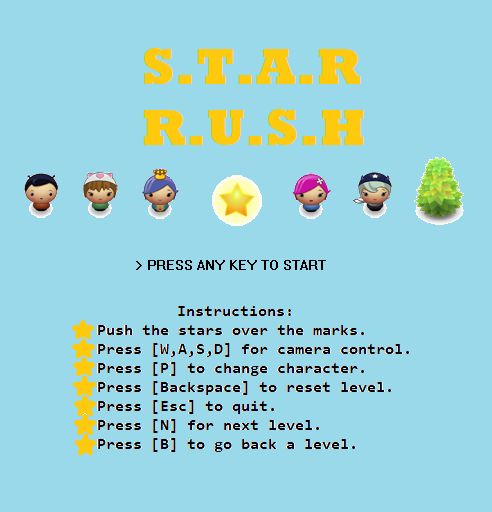 S.T.A.R
R.U.S.H
> PRESS ANY KEY TO START
Instructions:
Push the stars over the marks.
Press [W,A,S,D] for camera control.
Press [P] to change character.
Press [Backspace] to reset level.
Press [Esc] to quit.
Press [N] for next level.
Press [B] to go back a level.